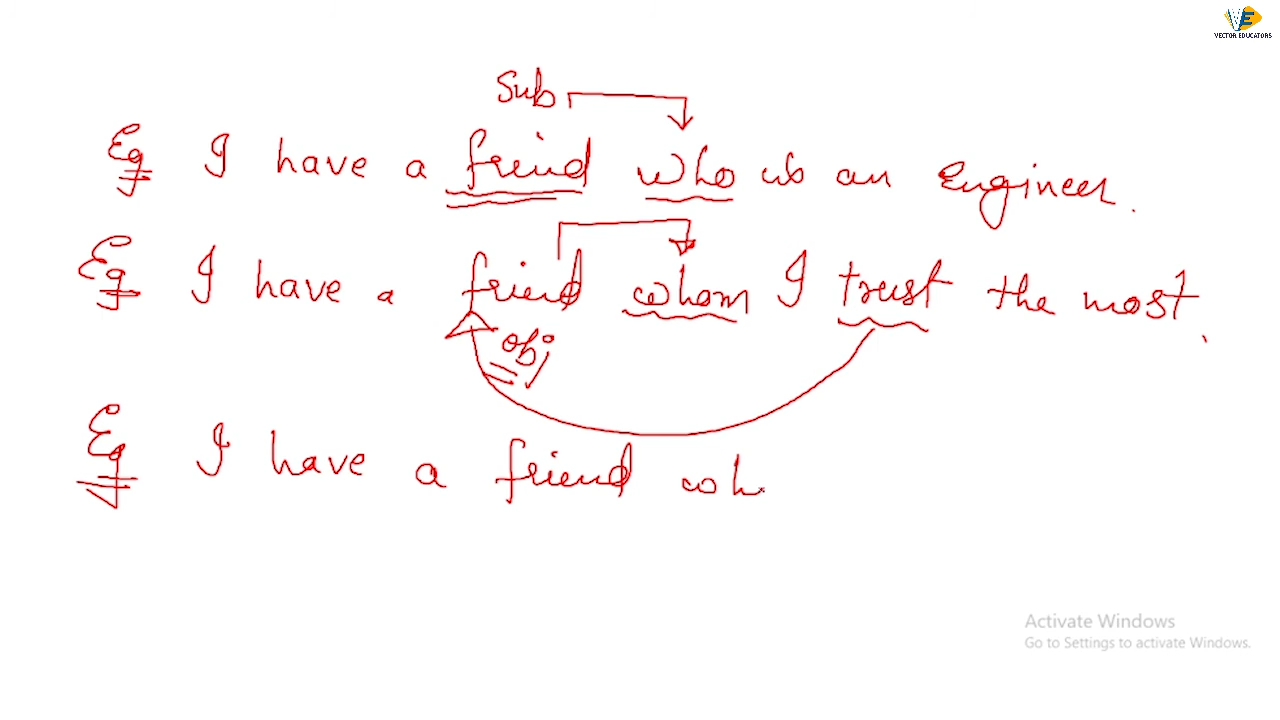 VECTOR EDUCATORS
Sub
Eg I have a freind who is an Engineer.
Eg I have a friend whom I trust the most.
obj
Eg I have a friend wh
Activate Windows
Go to Settings to activate Windows.